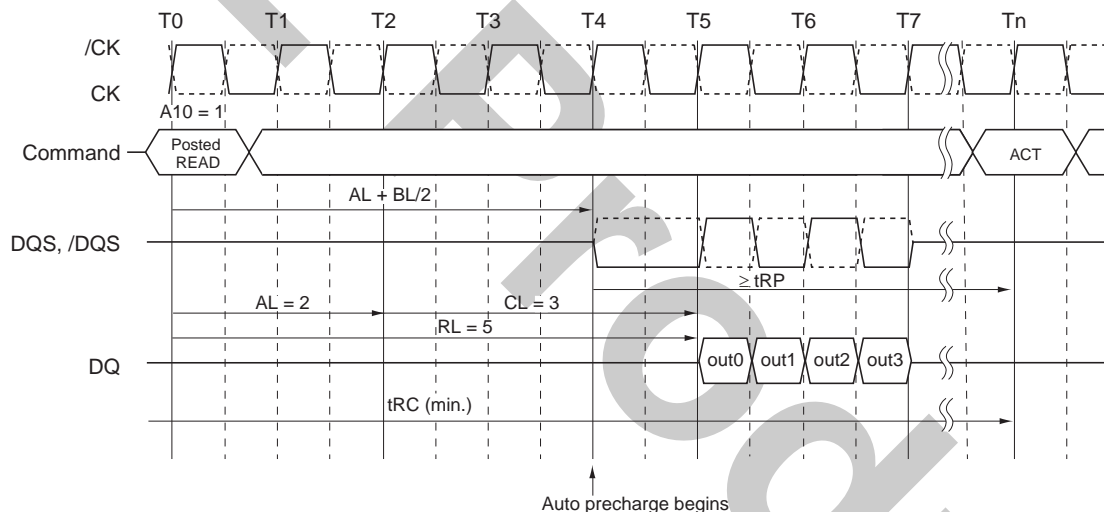 T0 T1 T2 T3 T4 T5 T6 T7 Tn
/CK
CK
A10 = 1
Command
Posted
READ
ACT
AL + BL/2
DQS, /DQS
≥ tRP
AL = 2
CL = 3
RL = 5
DQ
out0 out1 out2 out3
tRC (min.)
Auto precharge begins